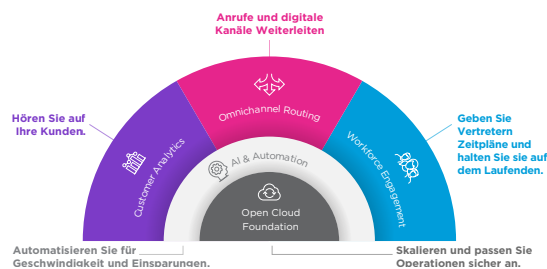 Anrufe und digitale
Kanäle Weiterleiten
Hören Sie auf
Ihre Kunden.
Omnichannel Routing
Customer Analytics
Workforce Engagement
Geben Sie
Vertretern
Zeitpläne und
halten Sie sie auf
dem Laufenden.
AI & Automation
Open Cloud
Foundation
Automatisieren Sie für
Geschwindigkeit und Einsparungen.
Skalieren und passen Sie
Operationen sicher an.